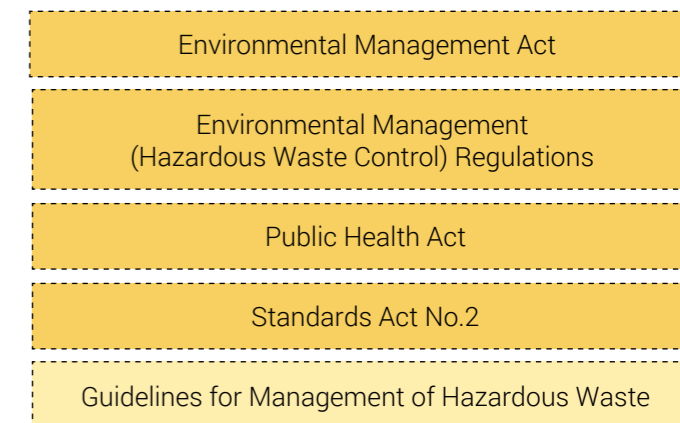 Environmental Management Act
Environmental Management
(Hazardous Waste Control) Regulations
Public Health Act
Standards Act No.2
Guidelines for Management of Hazardous Waste